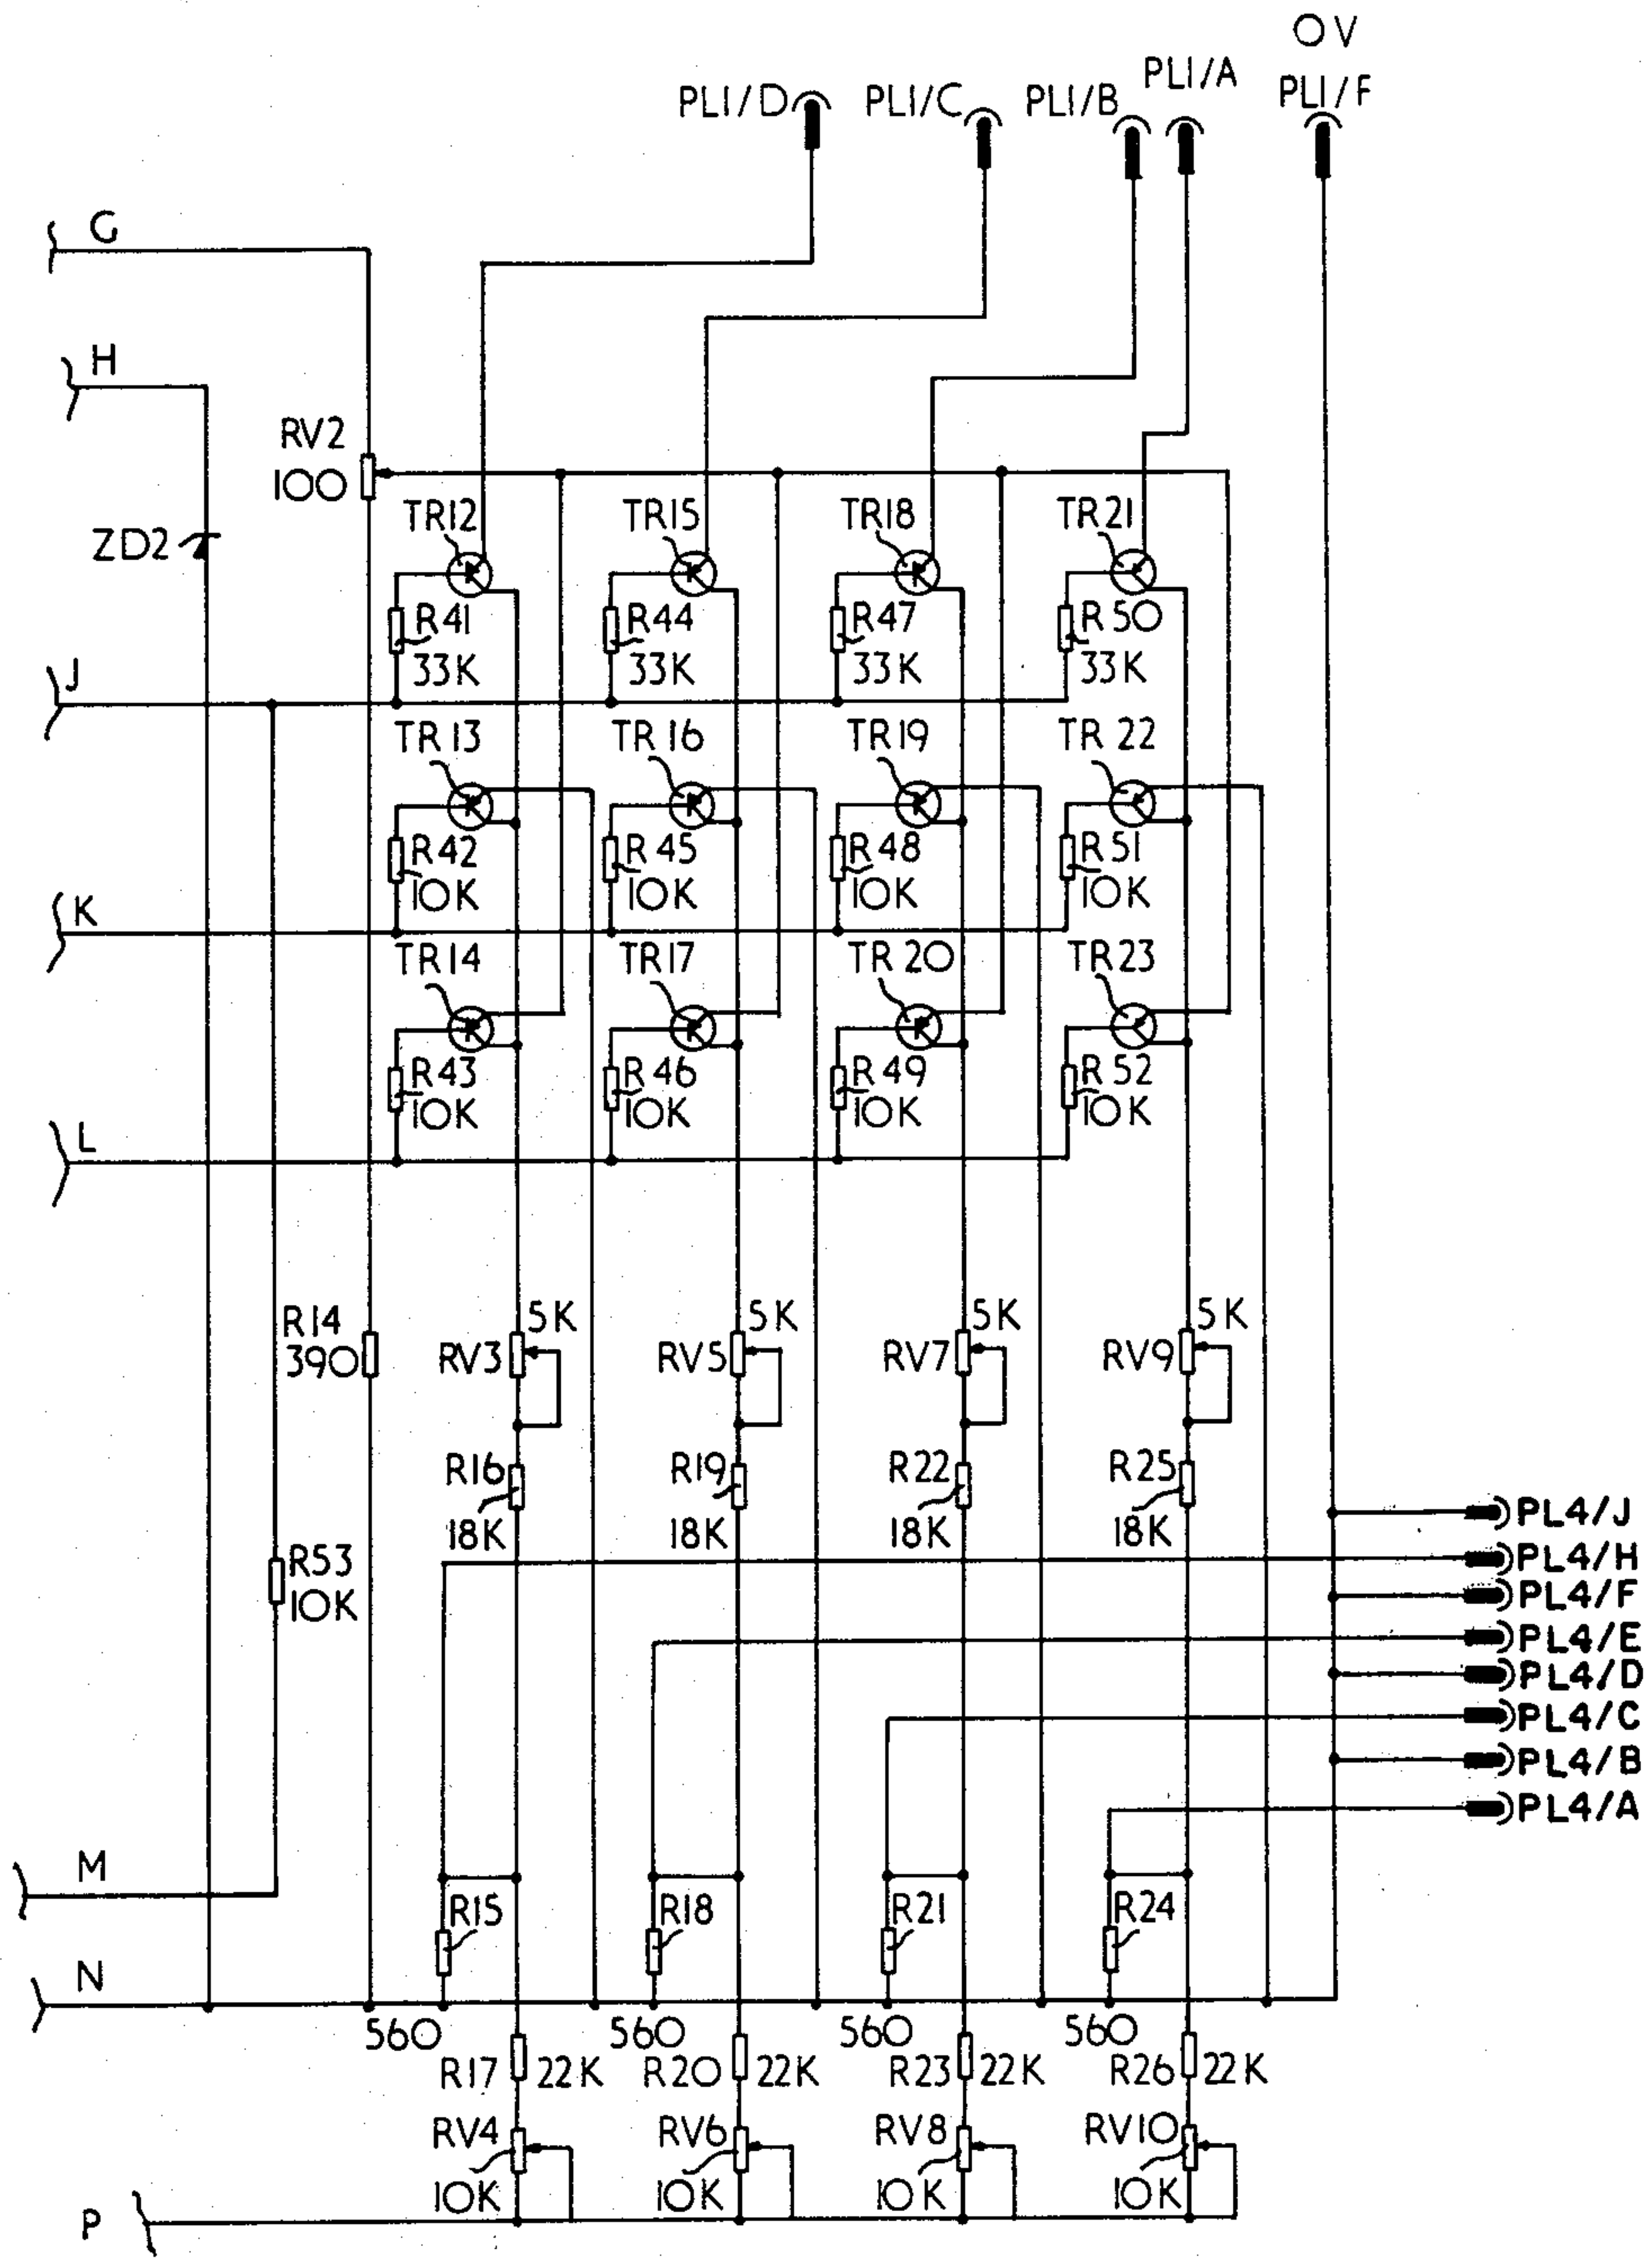 OV
PL1/D
PL1/C
PL1/B
PL1/A
PL1/F
G
H
RV2
100
ZD2
TR12
TR15
TR18
TR21
R41
33K
R44
33K
R47
33K
R50
33K
J
TR13
TR16
TR19
TR22
R42
10K
R45
10K
R48
10K
R51
10K
K
TR14
TR17
TR20
TR23
R43
10K
R46
10K
R49
10K
R52
10K
L
R14
390
5K
RV3
5K
RV5
5K
RV7
5K
RV9
R16
18K
R19
18K
R22
18K
R25
18K
R53
10K
PL4/J
PL4/H
PL4/F
PL4/E
PL4/D
PL4/C
PL4/B
PL4/A
M
R15
R18
R21
R24
N
560
560
560
560
R17
22K
R20
22K
R23
22K
R26
22K
RV4
10K
RV6
10K
RV8
10K
RV10
10K
P